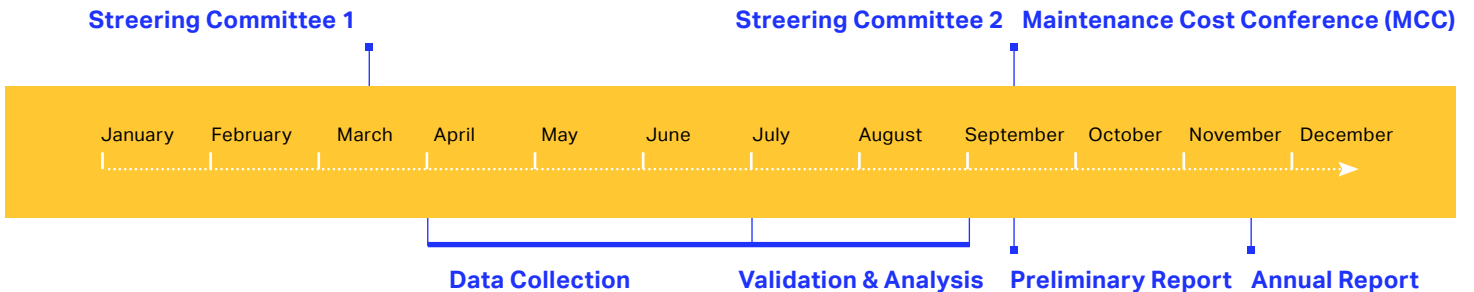 Streering Committee 1
Streering Committee 2 Maintenance Cost Conference (MCC)
January February March April May June July August September October November December
Data Collection Validation & Analysis Preliminary Report Annual Report